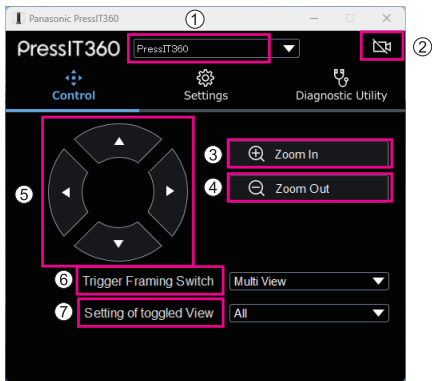 Panasonic PressIT360
①
PressIT360
PressIT360
②
Control
Settings
Diagnostic Utility
③
Zoom In
④
Zoom Out
⑤
⑥
Trigger Framing Switch
Multi View
⑦
Setting of toggled View
All